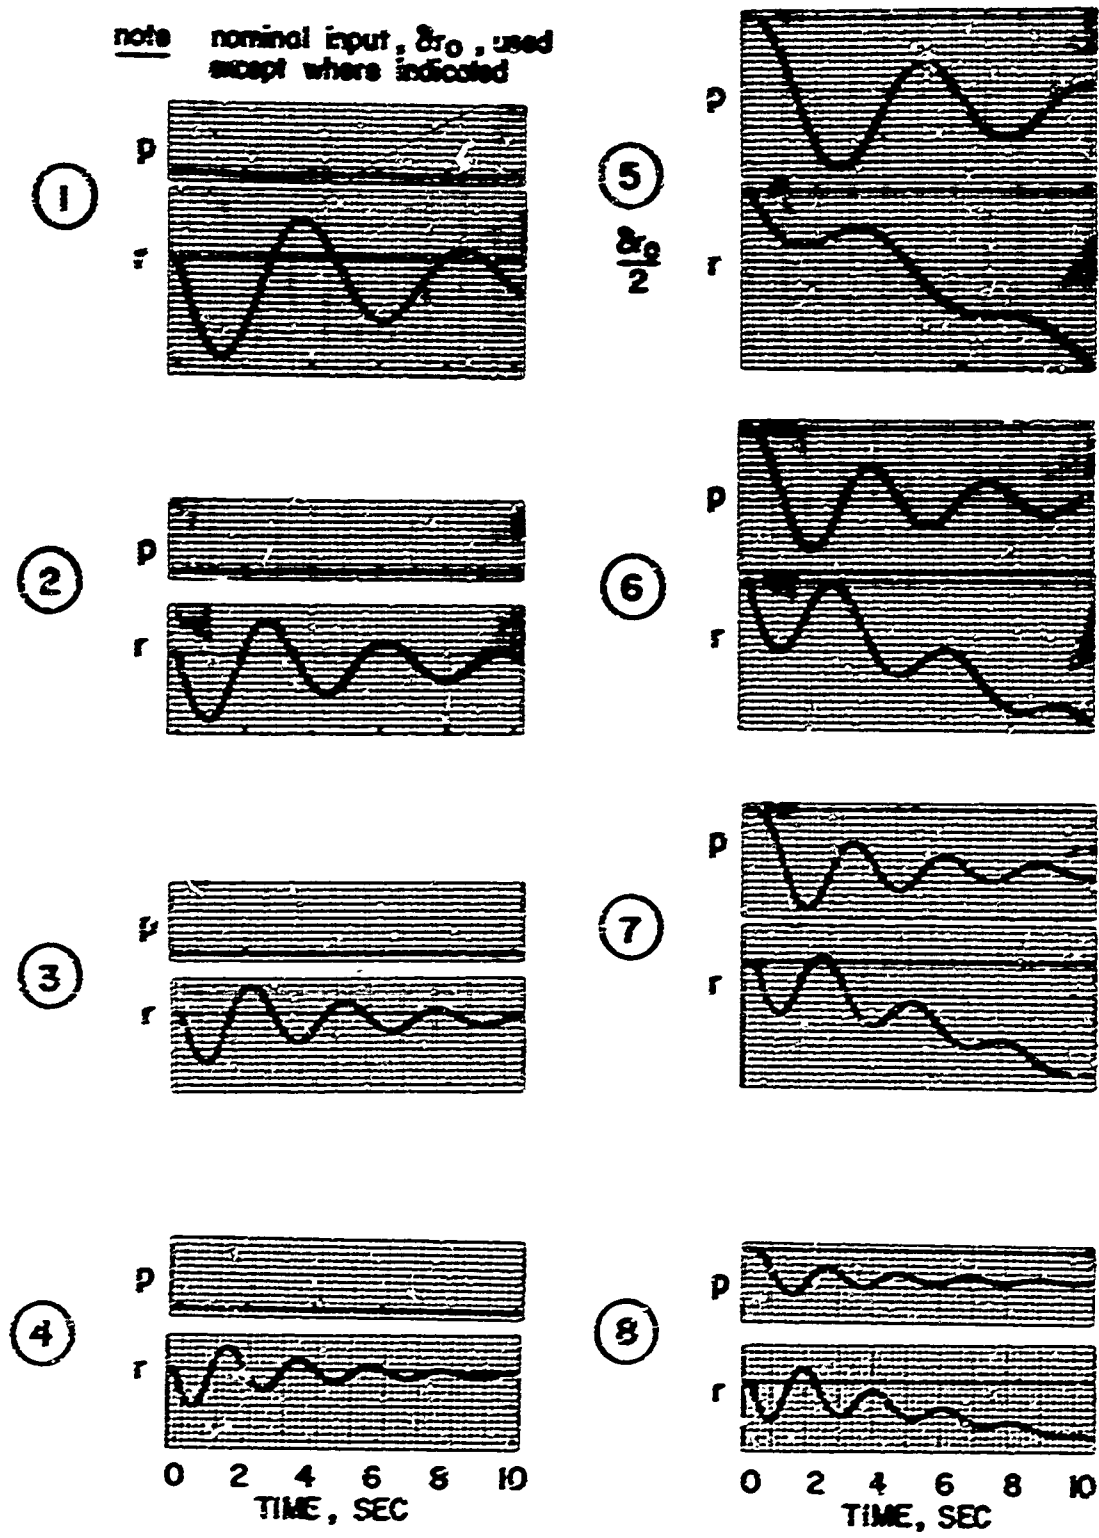 note nominal input, δr₀, used
except where indicated
1
p
r
2
p
r
3
p
r
4
p
r
0 2 4 6 8 10
TIME, SEC
5
δr₀
2
p
r
6
p
r
7
p
r
8
p
r
0 2 4 6 8 10
TIME, SEC